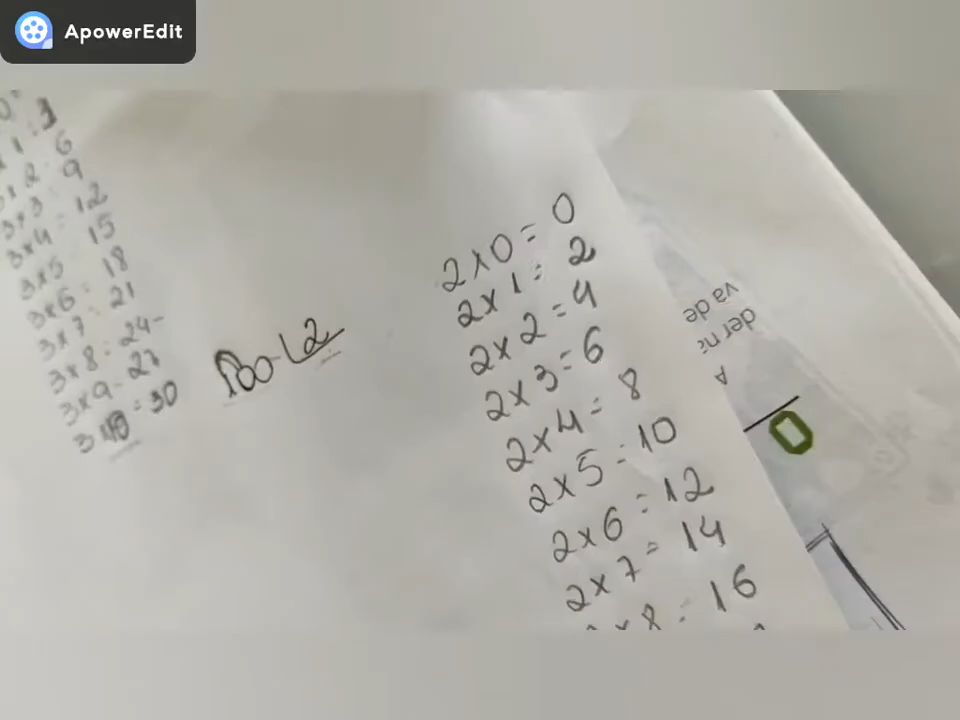 ApowerEdit
3x2 6
3x3 9
3x4 = 12
3x5 15
3x6 = 18
3x7 : 21
3x8 = 24-
3x9 - 27
3x10 = 30
2x0 = 0
2x1 = 2
2x2 = 4
2x3 = 6
2x4 = 8
2x5 = 10
2x6 = 12
2x7 = 14
2x8 = 16
va de
A
0